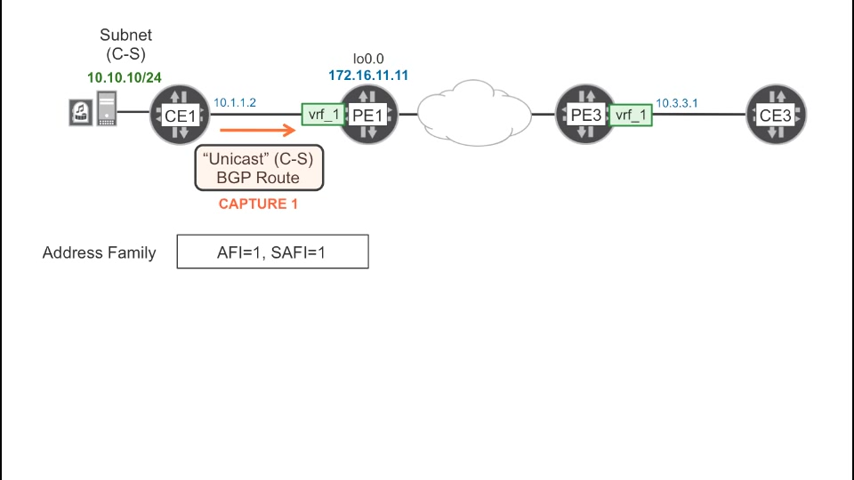 Subnet
(C-S)
10.10.10/24
lo0.0
172.16.11.11
CE1
10.1.1.2
vrf_1
PE1
PE3
vrf_1
10.3.3.1
CE3
“Unicast” (C-S)
BGP Route
CAPTURE 1
Address Family
AFI=1, SAFI=1